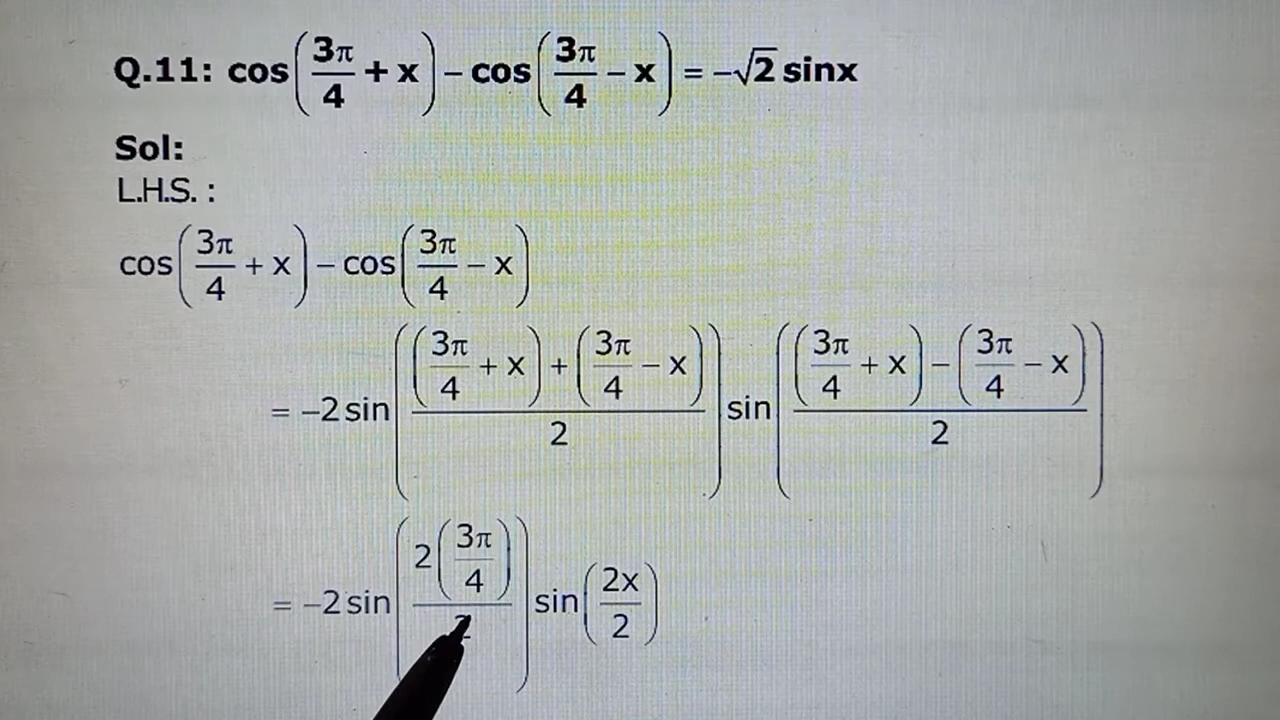 Q.11: cos(3π/4 + x) − cos(3π/4 − x) = −√2 sinx
Sol:
L.H.S. :
cos(3π/4 + x) − cos(3π/4 − x)
= −2 sin(((3π/4 + x) + (3π/4 − x))/2) sin(((3π/4 + x) − (3π/4 − x))/2)
= −2 sin(2(3π/4)/2) sin(2x/2)